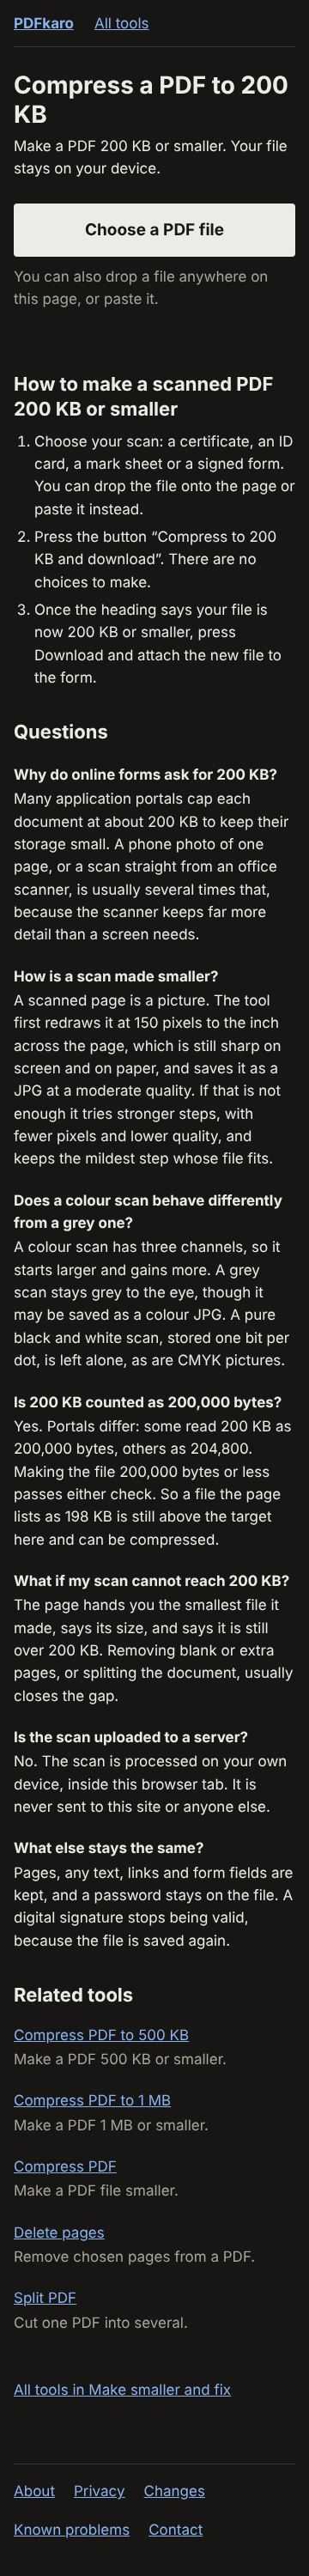 PDFkaro All tools
Compress a PDF to 200
KB
Make a PDF 200 KB or smaller. Your file
stays on your device.
Choose a PDF file
You can also drop a file anywhere on
this page, or paste it.
How to make a scanned PDF
200 KB or smaller
1. Choose your scan: a certificate, an ID
card, a mark sheet or a signed form.
You can drop the file onto the page or
paste it instead.
2. Press the button “Compress to 200
KB and download”. There are no
choices to make.
3. Once the heading says your file is
now 200 KB or smaller, press
Download and attach the new file to
the form.
Questions
Why do online forms ask for 200 KB?
Many application portals cap each
document at about 200 KB to keep their
storage small. A phone photo of one
page, or a scan straight from an office
scanner, is usually several times that,
because the scanner keeps far more
detail than a screen needs.
How is a scan made smaller?
A scanned page is a picture. The tool
first redraws it at 150 pixels to the inch
across the page, which is still sharp on
screen and on paper, and saves it as a
JPG at a moderate quality. If that is not
enough it tries stronger steps, with
fewer pixels and lower quality, and
keeps the mildest step whose file fits.
Does a colour scan behave differently
from a grey one?
A colour scan has three channels, so it
starts larger and gains more. A grey
scan stays grey to the eye, though it
may be saved as a colour JPG. A pure
black and white scan, stored one bit per
dot, is left alone, as are CMYK pictures.
Is 200 KB counted as 200,000 bytes?
Yes. Portals differ: some read 200 KB as
200,000 bytes, others as 204,800.
Making the file 200,000 bytes or less
passes either check. So a file the page
lists as 198 KB is still above the target
here and can be compressed.
What if my scan cannot reach 200 KB?
The page hands you the smallest file it
made, says its size, and says it is still
over 200 KB. Removing blank or extra
pages, or splitting the document, usually
closes the gap.
Is the scan uploaded to a server?
No. The scan is processed on your own
device, inside this browser tab. It is
never sent to this site or anyone else.
What else stays the same?
Pages, any text, links and form fields are
kept, and a password stays on the file. A
digital signature stops being valid,
because the file is saved again.
Related tools
Compress PDF to 500 KB
Make a PDF 500 KB or smaller.
Compress PDF to 1 MB
Make a PDF 1 MB or smaller.
Compress PDF
Make a PDF file smaller.
Delete pages
Remove chosen pages from a PDF.
Split PDF
Cut one PDF into several.
All tools in Make smaller and fix
About Privacy Changes
Known problems Contact